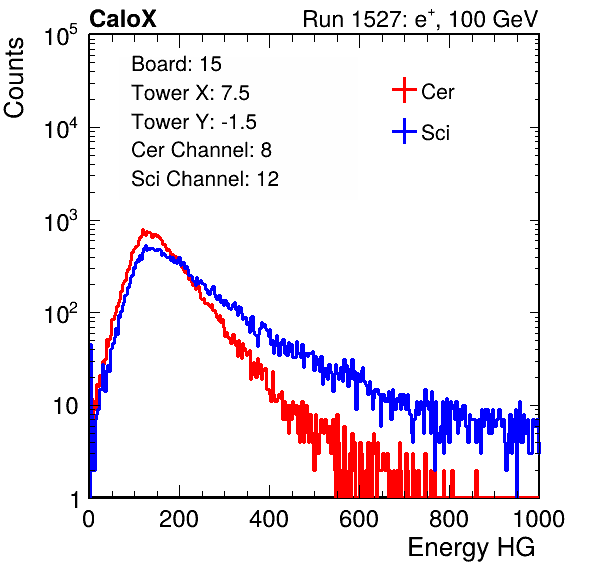 CaloX Run 1527: e⁺, 100 GeV
Counts
Board: 15
Tower X: 7.5
Tower Y: -1.5
Cer Channel: 8
Sci Channel: 12
Cer
Sci
10⁵
10⁴
10³
10²
10
1
0 200 400 600 800 1000
Energy HG